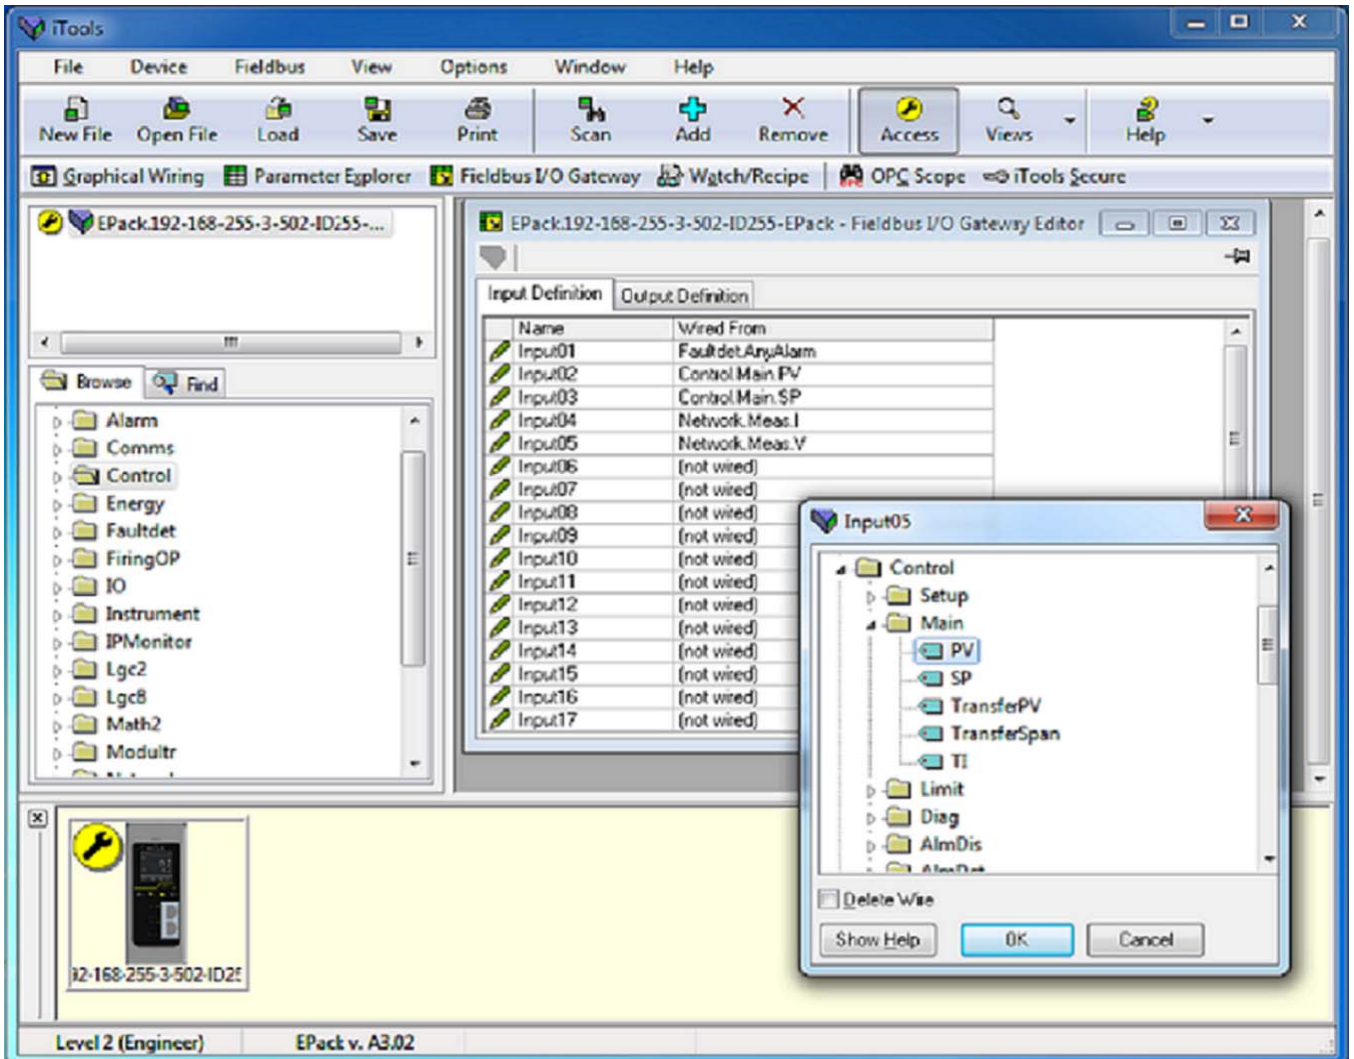 iTools
File Device Fieldbus View Options Window Help
New File Open File Load Save Print Scan Add Remove Access Views Help
Graphical Wiring Parameter Explorer Fieldbus I/O Gateway Watch/Recipe OPC Scope iTools Secure
EPack.192-168-255-3-502-ID255-...
EPack.192-168-255-3-502-ID255-EPack - Fieldbus I/O Gateway Editor
Input Definition Output Definition
Name Wired From
Input01 Faultdet.AnyAlarm
Input02 Control.Main.PV
Input03 Control.Main.SP
Input04 Network.Meas.I
Input05 Network.Meas.V
Input06 (not wired)
Input07 (not wired)
Input08 (not wired)
Input09 (not wired)
Input10 (not wired)
Input11 (not wired)
Input12 (not wired)
Input13 (not wired)
Input14 (not wired)
Input15 (not wired)
Input16 (not wired)
Input17 (not wired)
Browse Find
Alarm
Comms
Control
Energy
Faultdet
FiringOP
IO
Instrument
IPMonitor
Lgc2
Lgc8
Math2
Modultr
Input05
Control
Setup
Main
PV
SP
TransferPV
TransferSpan
TI
Limit
Diag
AlmDis
Delete Wire
Show Help OK Cancel
92-168-255-3-502-ID25
Level 2 (Engineer) EPack v. A3.02